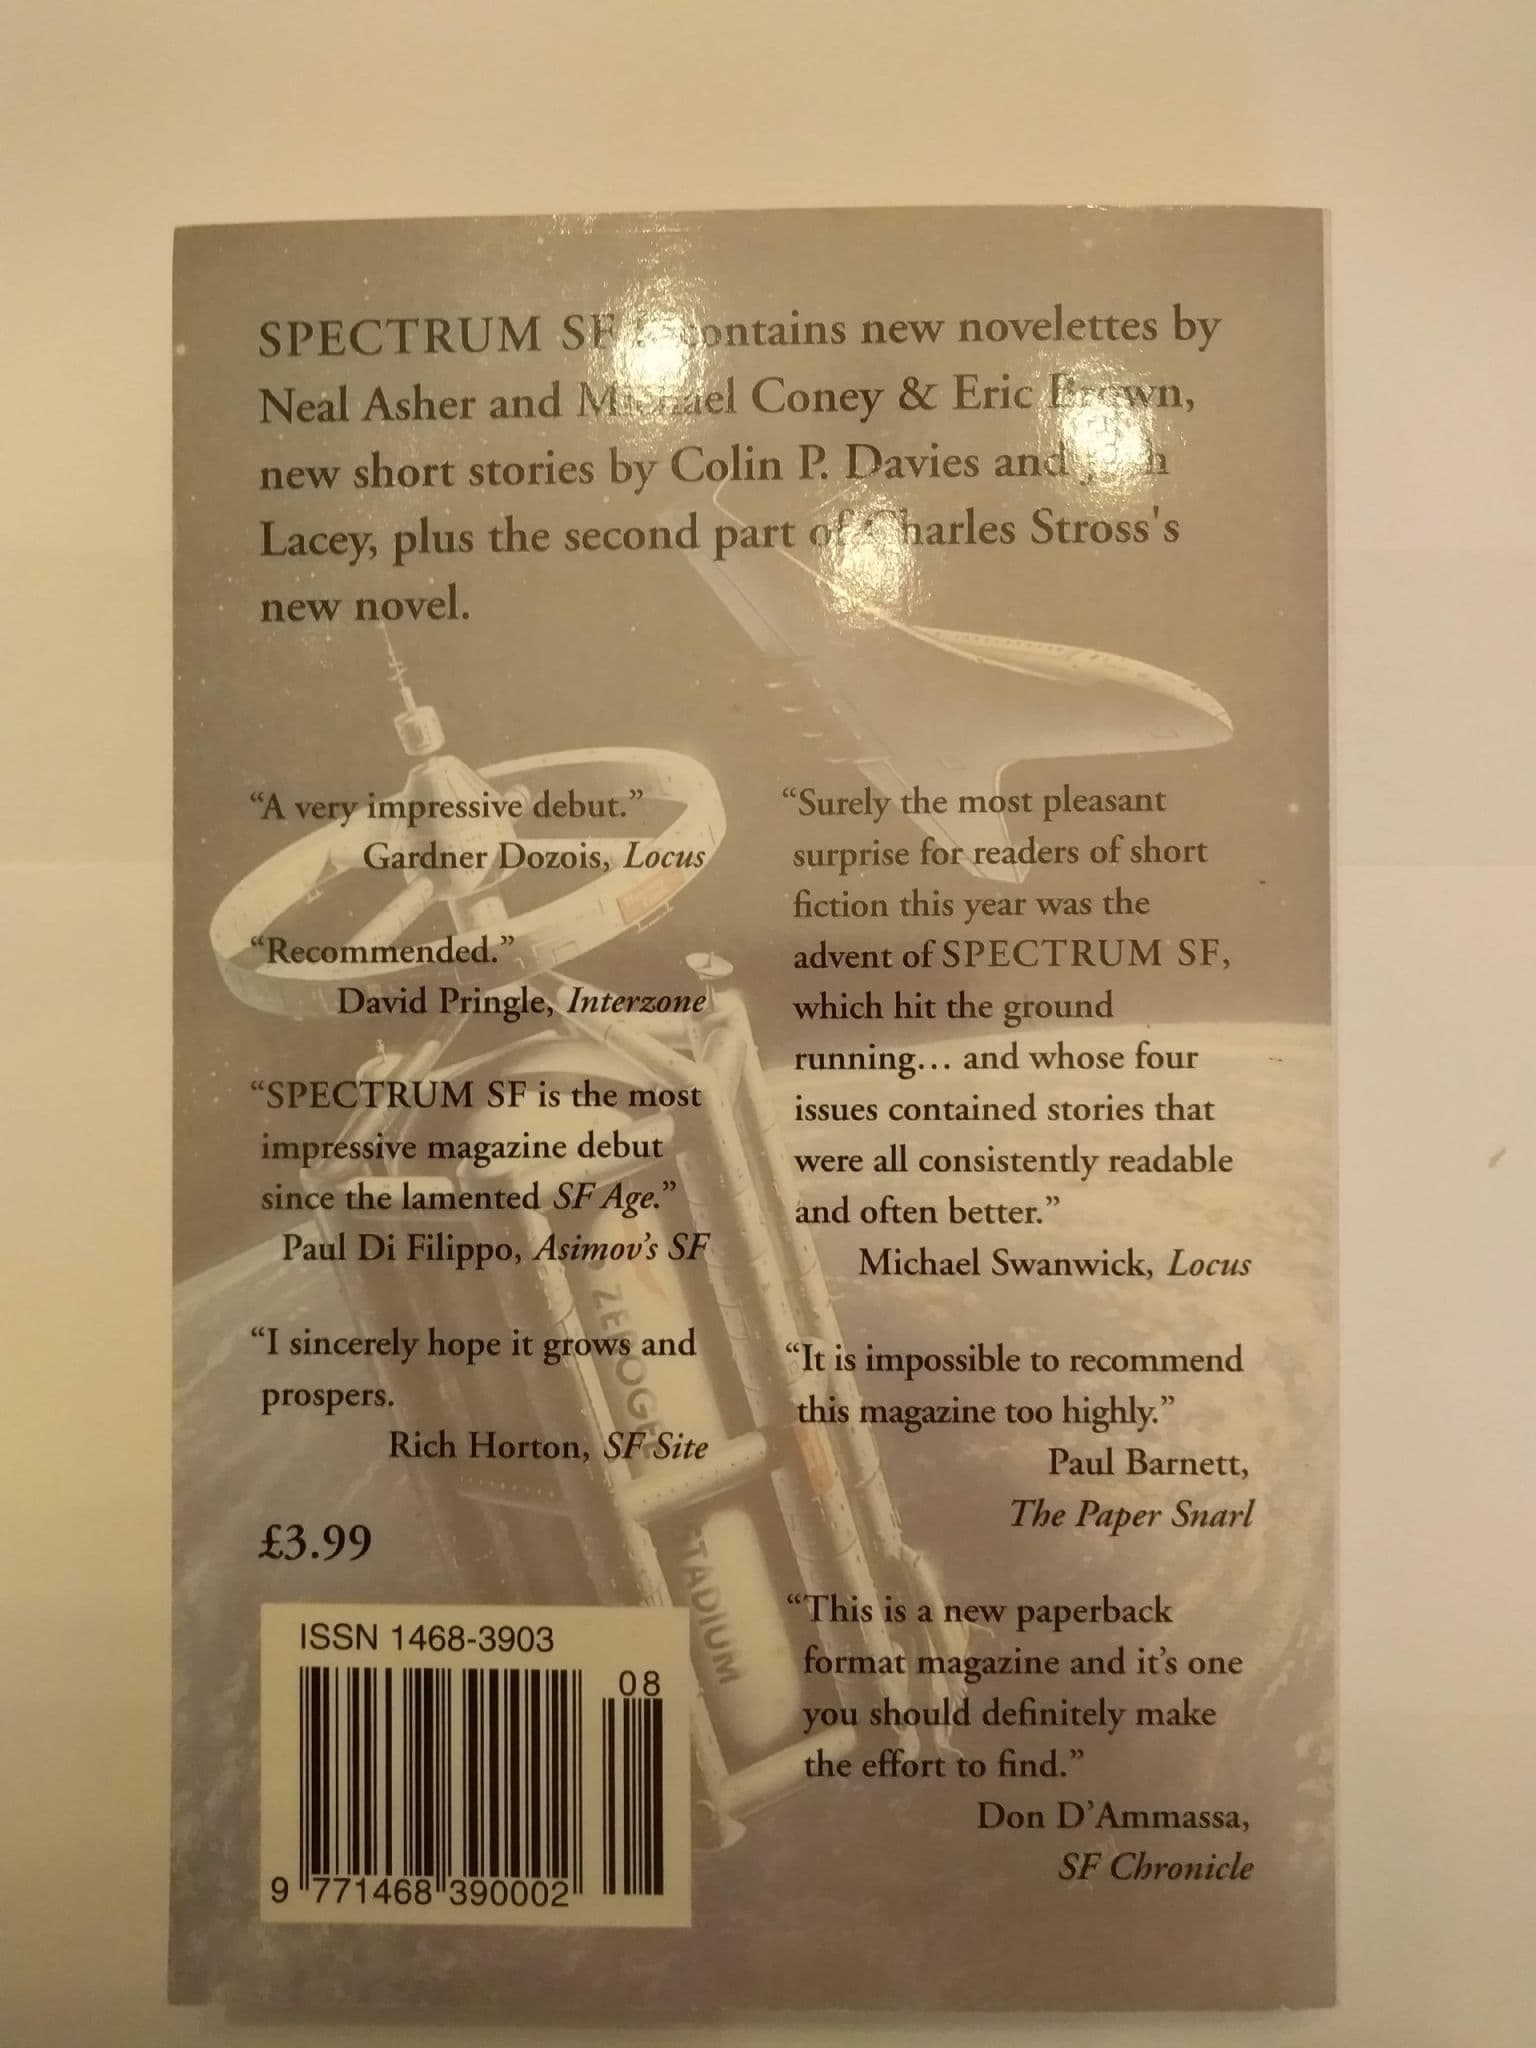 SPECTRUM SF contains new novelettes by
Neal Asher and Michael Coney & Eric Brown,
new short stories by Colin P. Davies and
Lacey, plus the second part of Charles Stross's
new novel.
“A very impressive debut.”
Gardner Dozois, Locus
“Recommended.”
David Pringle, Interzone
“SPECTRUM SF is the most
impressive magazine debut
since the lamented SF Age.”
Paul Di Filippo, Asimov’s SF
“I sincerely hope it grows and
prospers.
Rich Horton, SF Site
£3.99
ISSN 1468-3903
08
9 771468 390002
“Surely the most pleasant
surprise for readers of short
fiction this year was the
advent of SPECTRUM SF,
which hit the ground
running... and whose four
issues contained stories that
were all consistently readable
and often better.”
Michael Swanwick, Locus
“It is impossible to recommend
this magazine too highly.”
Paul Barnett,
The Paper Snarl
“This is a new paperback
format magazine and it’s one
you should definitely make
the effort to find.”
Don D’Ammassa,
SF Chronicle
STADIUM